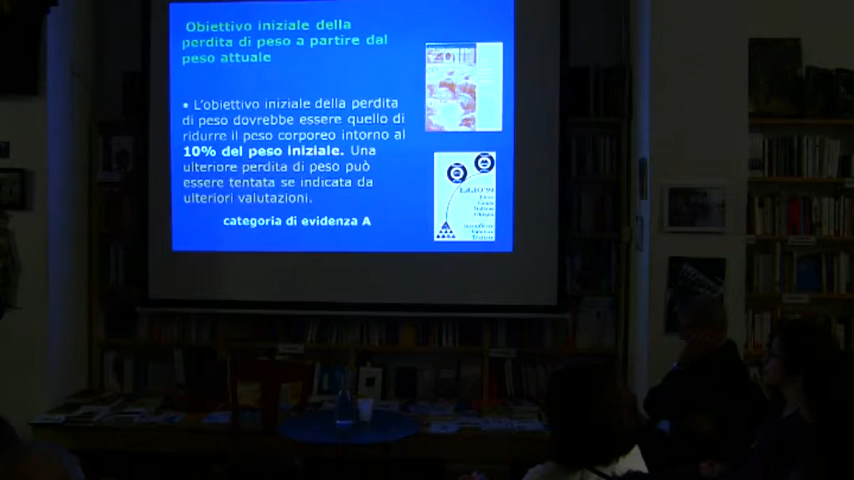 Obiettivo iniziale della
perdita di peso a partire dal
peso attuale
• L'obiettivo iniziale della perdita
di peso dovrebbe essere quello di
ridurre il peso corporeo intorno al
10% del peso iniziale. Una
ulteriore perdita di peso può
essere tentata se indicata da
ulteriori valutazioni.
categoria di evidenza A